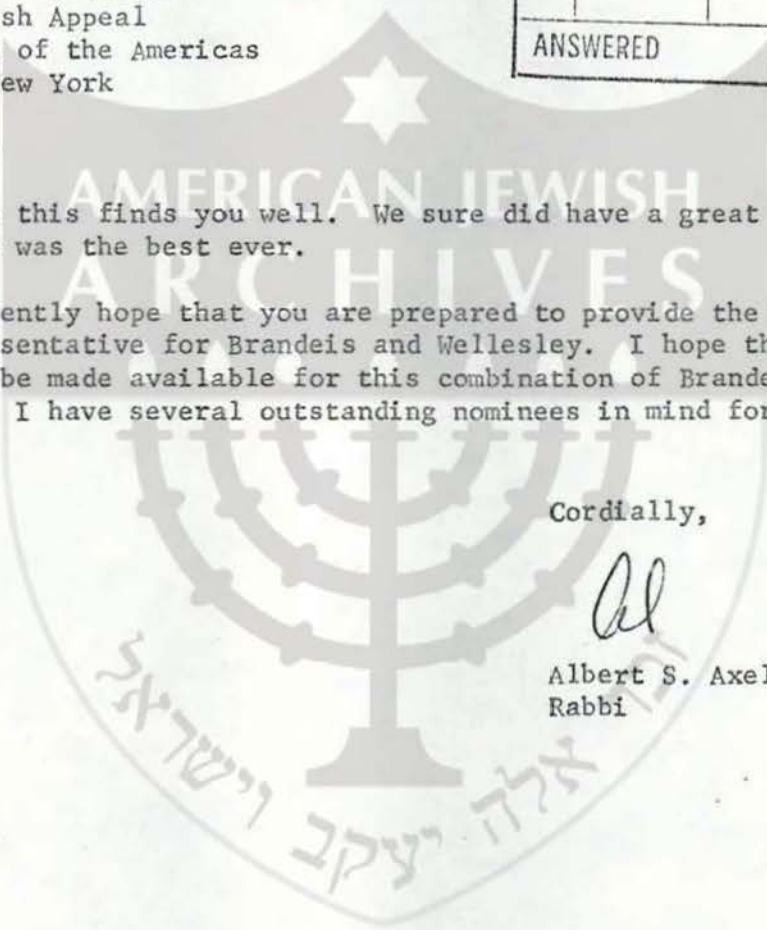 sh Appeal
of the Americas
ew York
ANSWERED
AMERICAN JEWISH
ARCHIVES
this finds you well. We sure did have a great
was the best ever.
ently hope that you are prepared to provide the
sentative for Brandeis and Wellesley. I hope th
be made available for this combination of Brande
I have several outstanding nominees in mind for
Cordially,
Al
Albert S. Axel
Rabbi
זכר אלה יעקב וישראל